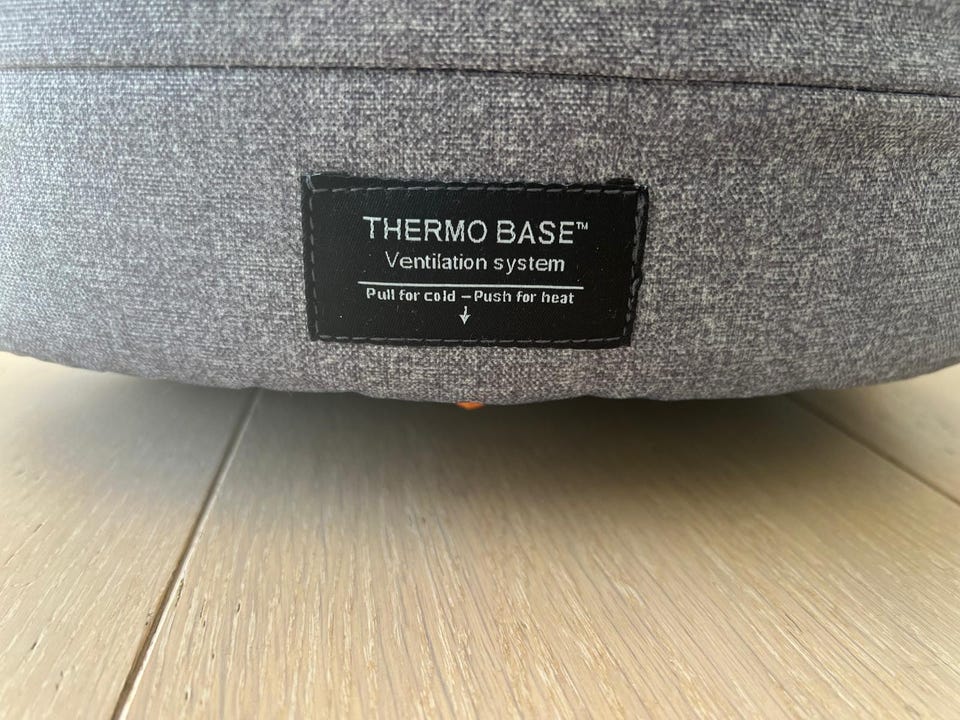 THERMO BASE™
Ventilation system
Pull for cold – Push for heat